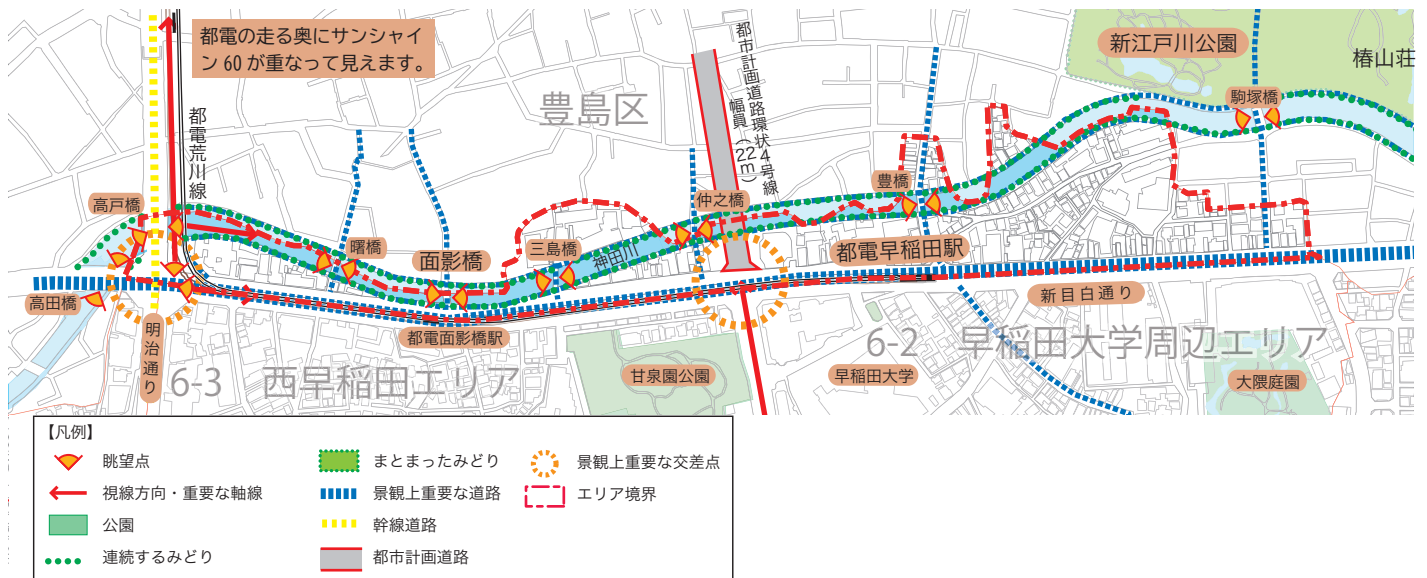 都電の走る奥にサンシャイ
ン 60 が重なって見えます。
都電荒川線
豊島区
都市計画道路環状4号線
幅員(22m)
新江戸川公園
椿山荘
駒塚橋
高戸橋
曙橋
面影橋
三島橋
神田川
仲之橋
豊橋
都電早稲田駅
高田橋
明治通り
都電面影橋駅
新目白通り
6-3 西早稲田エリア
甘泉園公園
6-2 早稲田大学周辺エリア
早稲田大学
大隈庭園
【凡例】
眺望点
視線方向・重要な軸線
公園
連続するみどり
まとまったみどり
景観上重要な道路
幹線道路
都市計画道路
景観上重要な交差点
エリア境界